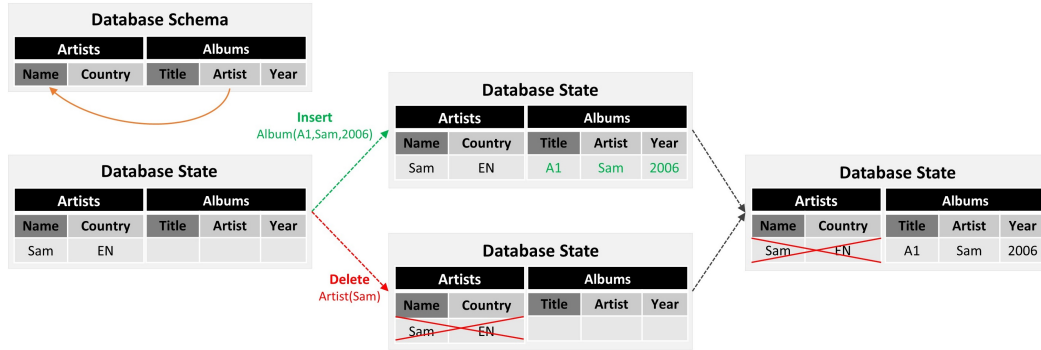 Database Schema
Artists Albums
Name Country Title Artist Year
Insert
Album(A1,Sam,2006)
Database State
Artists Albums
Name Country Title Artist Year
Sam EN A1 Sam 2006
Database State
Artists Albums
Name Country Title Artist Year
Sam EN
Delete
Artist(Sam)
Database State
Artists Albums
Name Country Title Artist Year
Sam EN
Database State
Artists Albums
Name Country Title Artist Year
Sam EN A1 Sam 2006